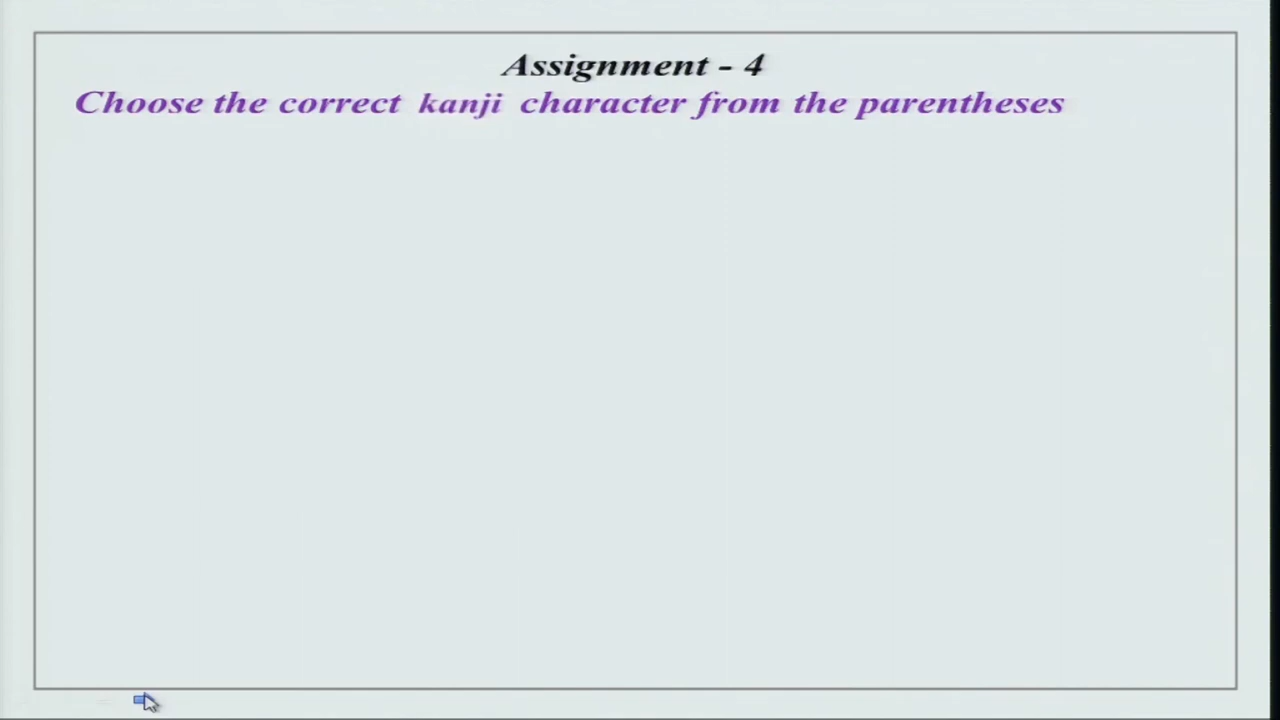 Assignment - 4
Choose the correct kanji character from the parentheses